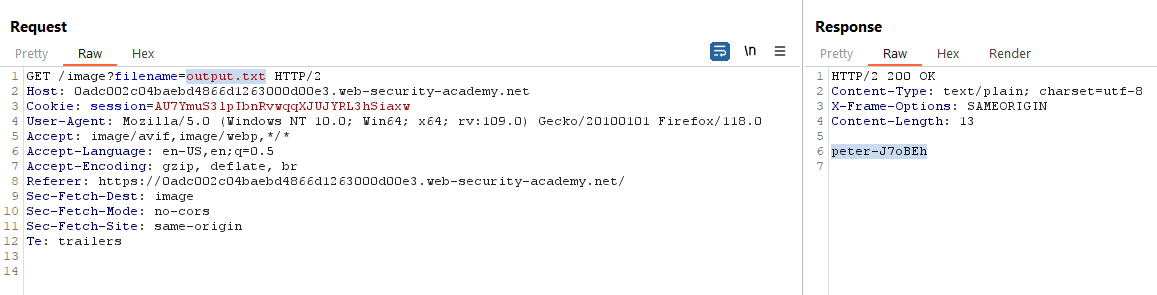 Request
Pretty Raw Hex \n
1 GET /image?filename=output.txt HTTP/2
2 Host: 0adc002c04baebd4866d1263000d00e3.web-security-academy.net
3 Cookie: session=AU7YmuS3lpIbnRvwqqXJUJYRL3hSiaxw
4 User-Agent: Mozilla/5.0 (Windows NT 10.0; Win64; x64; rv:109.0) Gecko/20100101 Firefox/118.0
5 Accept: image/avif,image/webp,*/*
6 Accept-Language: en-US,en;q=0.5
7 Accept-Encoding: gzip, deflate, br
8 Referer: https://0adc002c04baebd4866d1263000d00e3.web-security-academy.net/
9 Sec-Fetch-Dest: image
10 Sec-Fetch-Mode: no-cors
11 Sec-Fetch-Site: same-origin
12 Te: trailers
13
14
Response
Pretty Raw Hex Render
1 HTTP/2 200 OK
2 Content-Type: text/plain; charset=utf-8
3 X-Frame-Options: SAMEORIGIN
4 Content-Length: 13
5
6 peter-J7oBEh
7